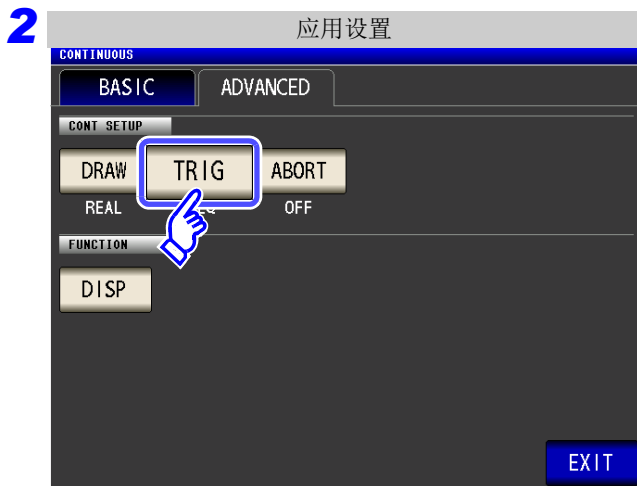 2
应用设置
CONTINUOUS
BASIC ADVANCED
CONT SETUP
DRAW TRIG ABORT
REAL OFF
FUNCTION
DISP
EXIT